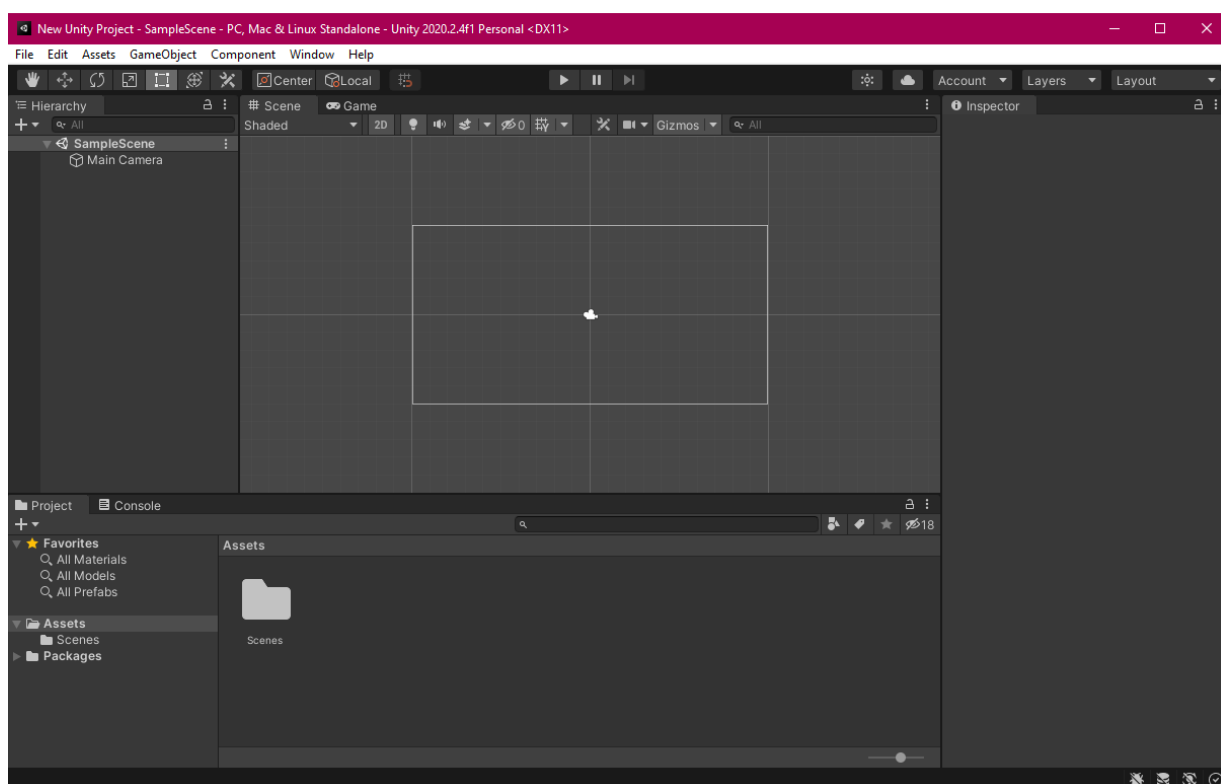 New Unity Project - SampleScene - PC, Mac & Linux Standalone - Unity 2020.2.4f1 Personal <DX11>
File Edit Assets GameObject Component Window Help
Center Local Account Layers Layout
Hierarchy
All
SampleScene
Main Camera
Scene Game
Shaded 2D 0 Gizmos All
Inspector
Project Console
18
Favorites
All Materials
All Models
All Prefabs
Assets
Scenes
Packages
Assets
Scenes